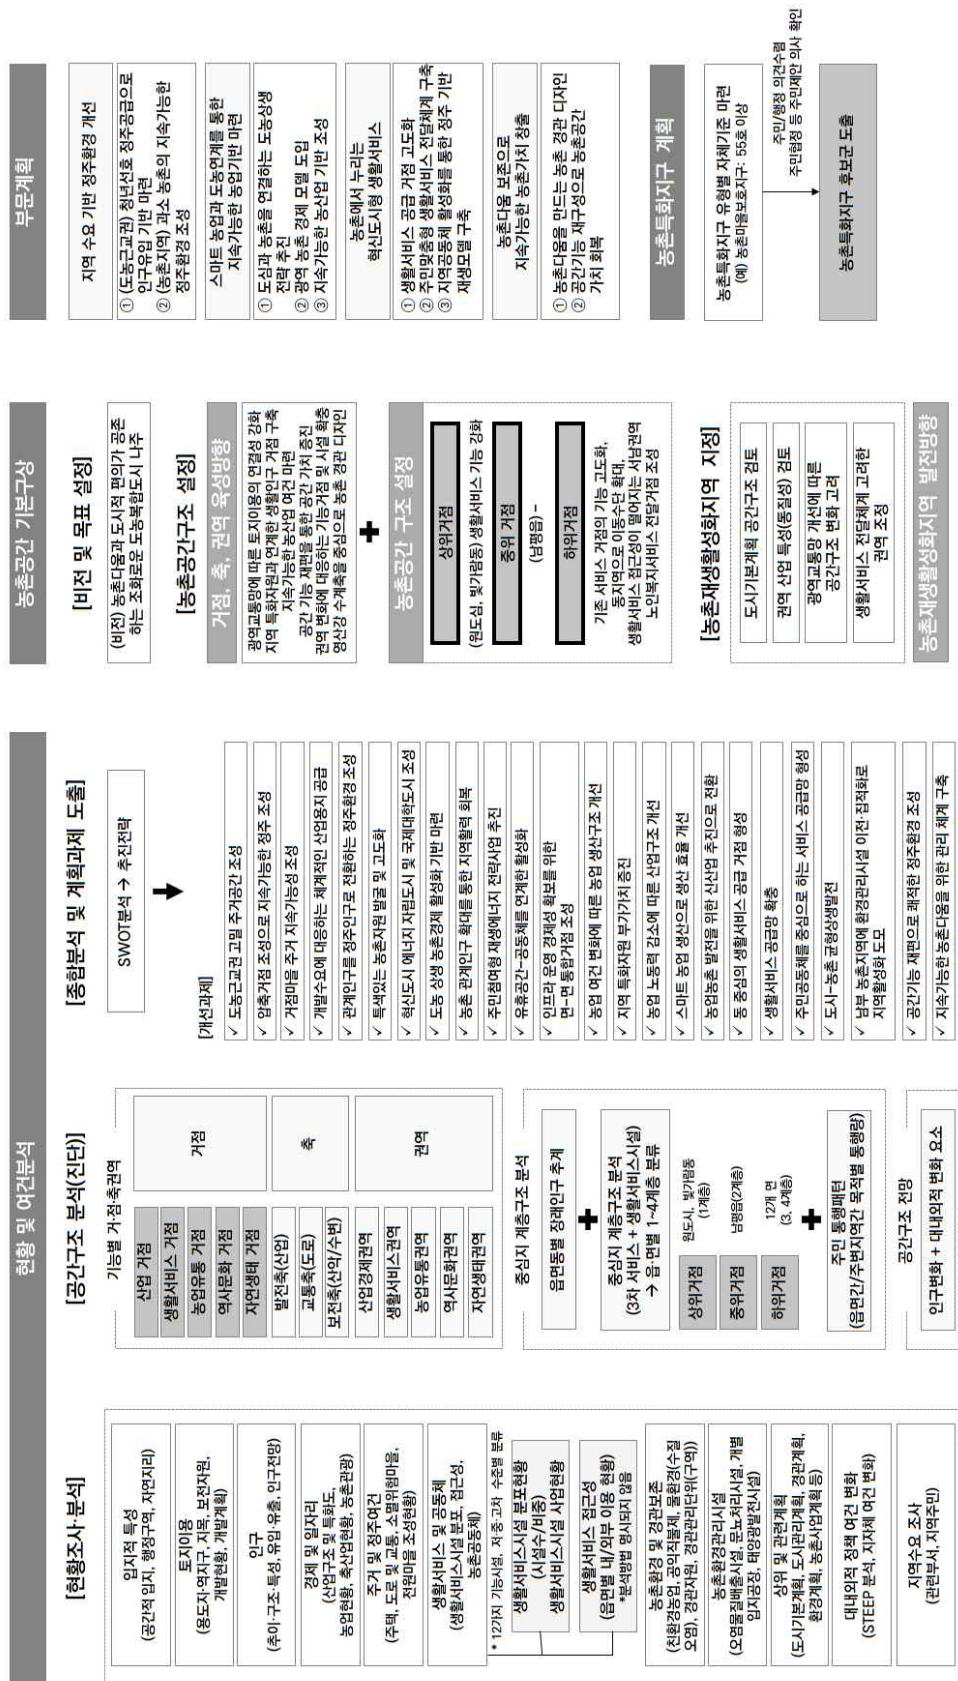 현황 및 여건분석
[현황조사·분석]
입지적 특성
(공간적 입지, 행정구역, 자연지리)
토지이용
(용도지·역지구, 지목, 보전자원,
개발현황, 개발계획)
인구
(추이·구조·특성, 유입·유출, 인구전망)
경제 및 일자리
(산업구조 및 특화도,
농업현황, 축산업현황, 농촌관광)
주거 및 정주여건
(주택, 도로 및 교통, 소멸위험마을,
전원마을 조성현황)
생활서비스 및 공동체
(생활서비스시설 분포, 접근성,
농촌공동체)
* 12가지 기능시설, 저·중·고차 수준별 분류
생활서비스시설 분포현황
(시설수/비중)
생활서비스시설 사업현황
생활서비스 접근성
(읍면별 내/외부 이용 현황)
*분석방법 명시되지 않음
농촌환경 및 경관보존
(친환경농업, 공익직불제, 물환경(수질
오염), 경관자원, 경관관리단위(구역))
농촌환경관리시설
(오염물질배출시설, 분뇨처리시설, 개별
입지공장, 태양광발전시설)
상위 및 관련계획
(도시기본계획, 도시관리계획, 경관계획,
환경계획, 농촌사업계획 등)
대내외적 정책 여건 변화
(STEEP 분석, 지자체 여건 변화)
지역수요 조사
(관련부서, 지역주민)
[공간구조 분석(진단)]
기능별 거·점·축권역
산업 거점
생활서비스 거점
농업유통 거점
역사문화 거점
자연생태 거점
거점
발전축(산업)
교통축(도로)
보전축(산악/수변)
축
산업경제권역
생활서비스권역
농업유통권역
역사문화권역
자연생태권역
권역
중심지 계층구조 분석
읍면동별 장래인구 추계
중심지 계층구조 분석
(3차 서비스 + 생활서비스시설)
→ 읍·면별 1~4계층 분류
상위거점
원도시, 빛가람동
(1계층)
중위거점
남평읍(2계층)
하위거점
12개 면
(3, 4계층)
주민 통행패턴
(읍면간/주변지역간 목적별 통행량)
공간구조 전망
인구변화 + 대내외적 변화 요소
[종합분석 및 계획과제 도출]
SWOT분석 → 추진전략
[개선과제]
✓ 도농교권 고밀 주거공간 조성
✓ 압축거점 조성으로 지속가능한 정주 조성
✓ 거점마을 주거 지속가능성 조성
✓ 개발수요에 대응하는 체계적인 산업용지 공급
✓ 관계인구를 정주인구로 전환하는 정주환경 조성
✓ 특색있는 농촌자원 발굴 및 고도화
✓ 혁신도시 에너지 자립도시 및 국제대학도시 조성
✓ 도농 상생 농촌경제 활성화 기반 마련
✓ 농촌 관계인구 확대를 통한 지역활력 회복
✓ 주민참여형 재생에너지 전략사업 추진
✓ 유휴공간-공동체를 연계한 활성화
✓ 인프라 운영 경제성 확보를 위한
면-면 통합거점 조성
✓ 농업 여건 변화에 따른 농업 생산구조 개선
✓ 지역 특화자원 부가가치 증진
✓ 농업 노동력 감소에 따른 산업구조 개선
✓ 스마트 농업 생산으로 생산 효율 개선
✓ 농업농촌 발전을 위한 신산업 추진으로 전환
✓ 동 중심의 생활서비스 공급 거점 형성
✓ 생활서비스 공급망 확충
✓ 주민공동체를 중심으로 하는 서비스 공급망 형성
✓ 도시-농촌 균형상생발전
✓ 남부 농촌지역에 환경관리시설 이전·집적화로
지역활성화 도모
✓ 공간기능 재편으로 쾌적한 정주환경 조성
✓ 지속가능한 농촌다움을 위한 관리 체계 구축
농촌공간 기본구상
[비전 및 목표 설정]
(비전) 농촌다움과 도시적 편의가 공존
하는 조화로운 도농복합도시 나주
[농촌공간구조 설정]
거점, 축, 권역 육성방향
광역교통망에 따른 토지이용의 연결성 강화
지역 특화자원과 연계한 생활인구 거점 구축
지속가능한 농산업 여건 마련
공간 기능 재편을 통한 공간 가치 증진
권역 변화에 대응하는 기능거점 및 시설 확충
영산강 수계축을 중심으로 농촌 경관 디자인
농촌공간 구조 설정
상위거점
(원도심, 빛가람동) 생활서비스 기능 강화
중위 거점
(남평읍) -
하위거점
기존 서비스 거점의 기능 고도화,
동지역으로 이동수단 확대,
생활서비스 접근성이 떨어지는 서남권역
노인복지서비스 전달거점 조성
[농촌재생활성화지역 지정]
도시기본계획 공간구조 검토
권역 산업 특성(동질성) 검토
광역교통망 개선에 따른
공간구조 변화 고려
생활서비스 전달체계 고려한
권역 조정
농촌재생활성화지역 발전방향
부문계획
지역 수요 기반 정주환경 개선
① (도농교권) 청년선호 정주공급으로
인구유입 기반 마련
② (농촌지역) 과소 농촌의 지속가능한
정주환경 조성
스마트 농업과 도농연계를 통한
지속가능한 농업기반 마련
① 도심과 농촌을 연결하는 도농상생
전략 추진
② 광역 농촌 경제 모델 도입
③ 지속가능한 농산업 기반 조성
농촌에서 누리는
혁신도시형 생활서비스
① 생활서비스 공급 거점 고도화
② 주민맞춤형 생활서비스 전달체계 구축
③ 지역공동체 활성화를 통한 정주 기반
재생모델 구축
농촌다움 보존으로
지속가능한 농촌가치 창출
① 농촌다움을 만드는 농촌 경관 디자인
② 공간기능 재구성으로 농촌공간
가치 회복
농촌특화지구 계획
농촌특화지구 유형별 자체기준 마련
(예) 농촌마을보호지구: 55호 이상
주민/행정 의견수렴
주민협정 등 주민제안 의사 확인
농촌특화지구 후보군 도출